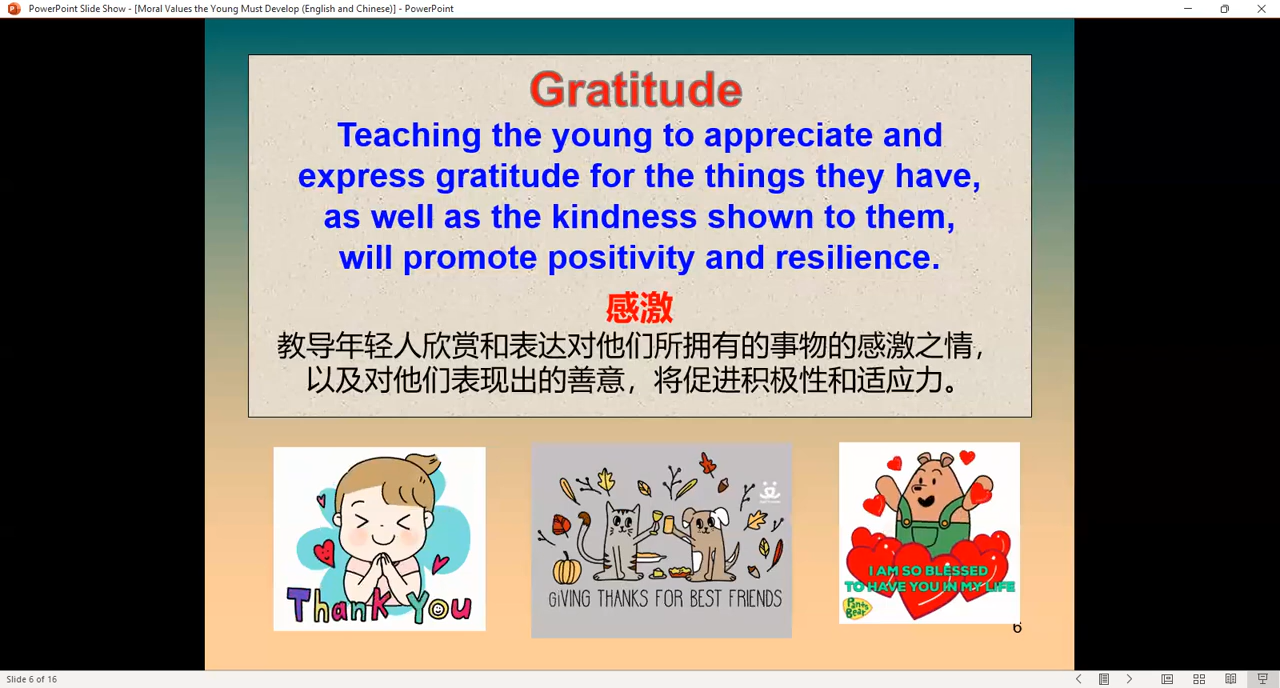 PowerPoint Slide Show - [Moral Values the Young Must Develop (English and Chinese)] - PowerPoint
Gratitude
Teaching the young to appreciate and
express gratitude for the things they have,
as well as the kindness shown to them,
will promote positivity and resilience.
感激
教导年轻人欣赏和表达对他们所拥有的事物的感激之情，
以及对他们表现出的善意，将促进积极性和适应力。
Thank You
GIVING THANKS FOR BEST FRIENDS
I AM SO BLESSED
TO HAVE YOU IN MY LIFE
Pants
Bear
6
Slide 6 of 16